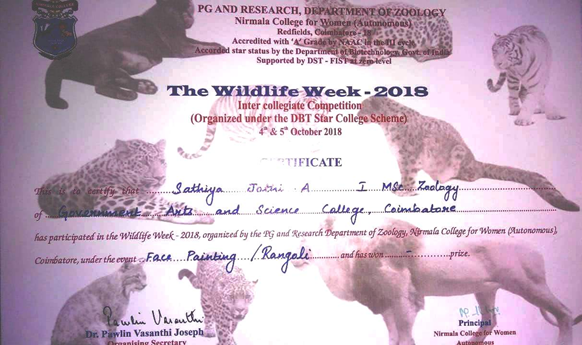 PG AND RESEARCH, DEPARTMENT OF ZOOLOGY
Nirmala College for Women (Autonomous)
Redfields, Coimbatore - 18
Accredited with 'A' Grade by NAAC in the III cycle
Accorded star status by the Department of Biotechnology, Govt. of India
Supported by DST - FIST at zero level
The Wildlife Week - 2018
Inter collegiate Competition
(Organized under the DBT Star College Scheme)
4th & 5th October 2018
CERTIFICATE
This is to certify that Sathiya A I MSc. Zoology
of Government Arts and Science College, Coimbatore
has participated in the Wildlife Week - 2018, organized by the PG and Research Department of Zoology, Nirmala College for Women (Autonomous),
Coimbatore, under the event Face Painting / Rangoli and has won - prize.
Pawlin Vasanthi
Dr. Pawlin Vasanthi Joseph
Organising Secretary
Principal
Nirmala College for Women
Autonomous